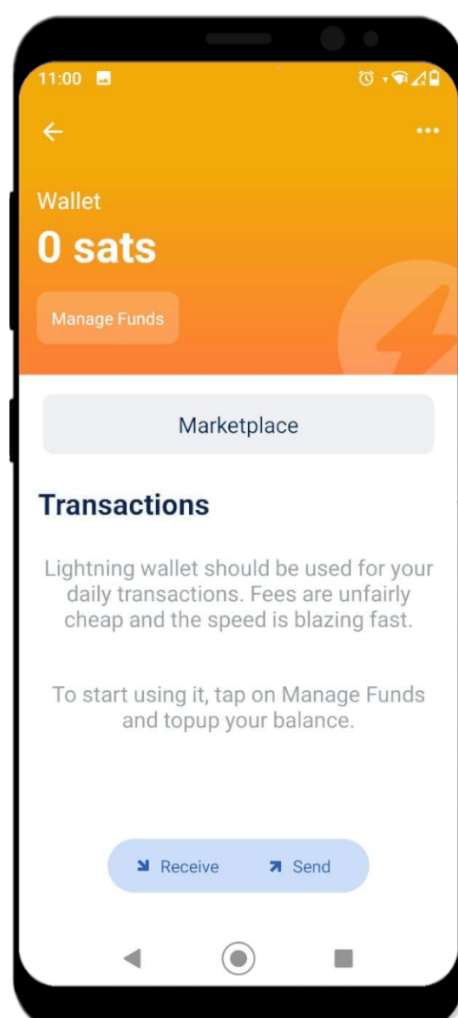 11:00
Wallet
0 sats
Manage Funds
Marketplace
Transactions
Lightning wallet should be used for your
daily transactions. Fees are unfairly
cheap and the speed is blazing fast.
To start using it, tap on Manage Funds
and topup your balance.
Receive
Send